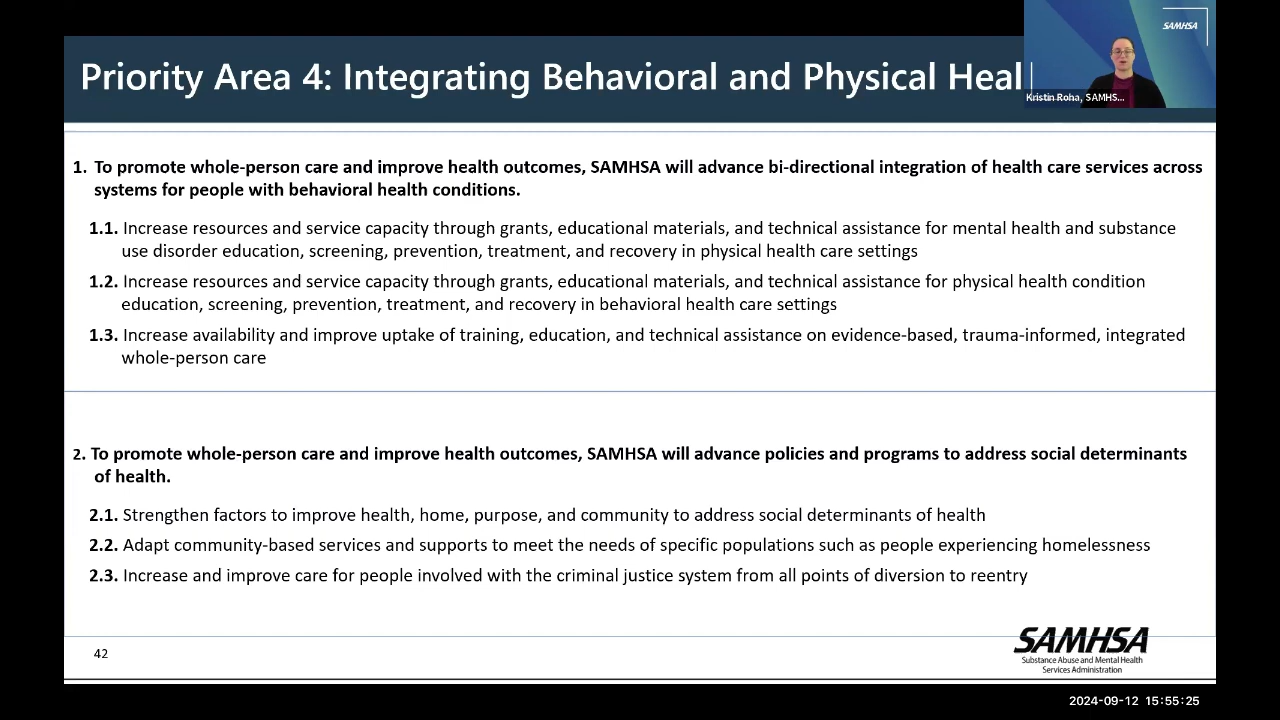 SAMHSA
Priority Area 4: Integrating Behavioral and Physical Heal
Kristin Roha, SAMHS...
1. To promote whole-person care and improve health outcomes, SAMHSA will advance bi-directional integration of health care services across
systems for people with behavioral health conditions.
1.1. Increase resources and service capacity through grants, educational materials, and technical assistance for mental health and substance
use disorder education, screening, prevention, treatment, and recovery in physical health care settings
1.2. Increase resources and service capacity through grants, educational materials, and technical assistance for physical health condition
education, screening, prevention, treatment, and recovery in behavioral health care settings
1.3. Increase availability and improve uptake of training, education, and technical assistance on evidence-based, trauma-informed, integrated
whole-person care
2. To promote whole-person care and improve health outcomes, SAMHSA will advance policies and programs to address social determinants
of health.
2.1. Strengthen factors to improve health, home, purpose, and community to address social determinants of health
2.2. Adapt community-based services and supports to meet the needs of specific populations such as people experiencing homelessness
2.3. Increase and improve care for people involved with the criminal justice system from all points of diversion to reentry
42
SAMHSA
Substance Abuse and Mental Health
Services Administration
2024-09-12 15:55:25